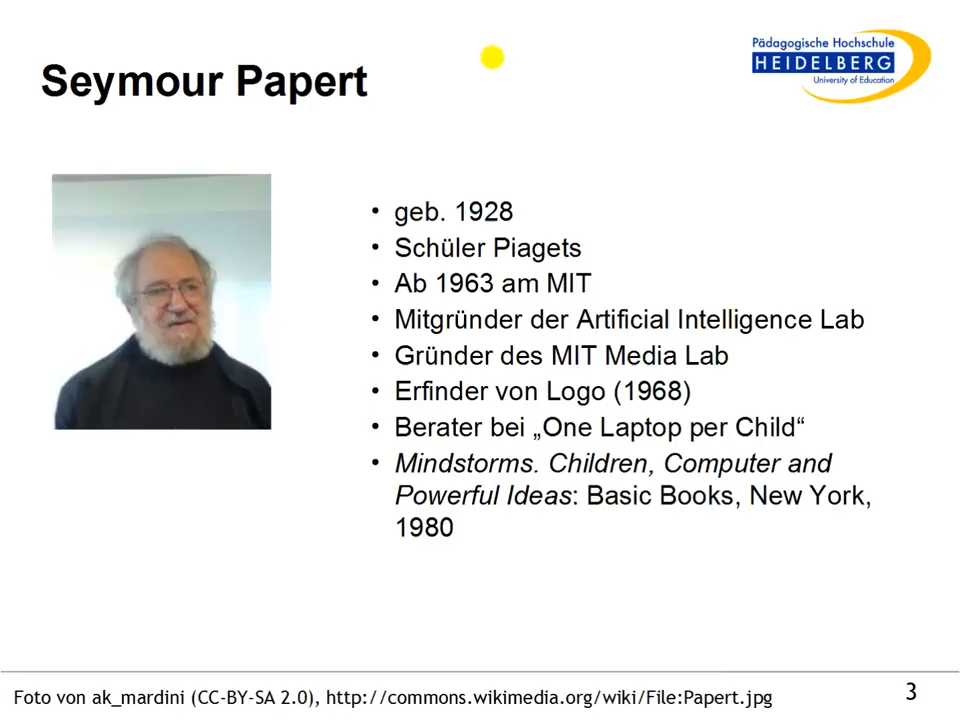 Seymour Papert
Pädagogische Hochschule
HEIDELBERG
University of Education
• geb. 1928
• Schüler Piagets
• Ab 1963 am MIT
• Mitgründer der Artificial Intelligence Lab
• Gründer des MIT Media Lab
• Erfinder von Logo (1968)
• Berater bei „One Laptop per Child“
• Mindstorms. Children, Computer and
Powerful Ideas: Basic Books, New York,
1980
Foto von ak_mardini (CC-BY-SA 2.0), http://commons.wikimedia.org/wiki/File:Papert.jpg
3